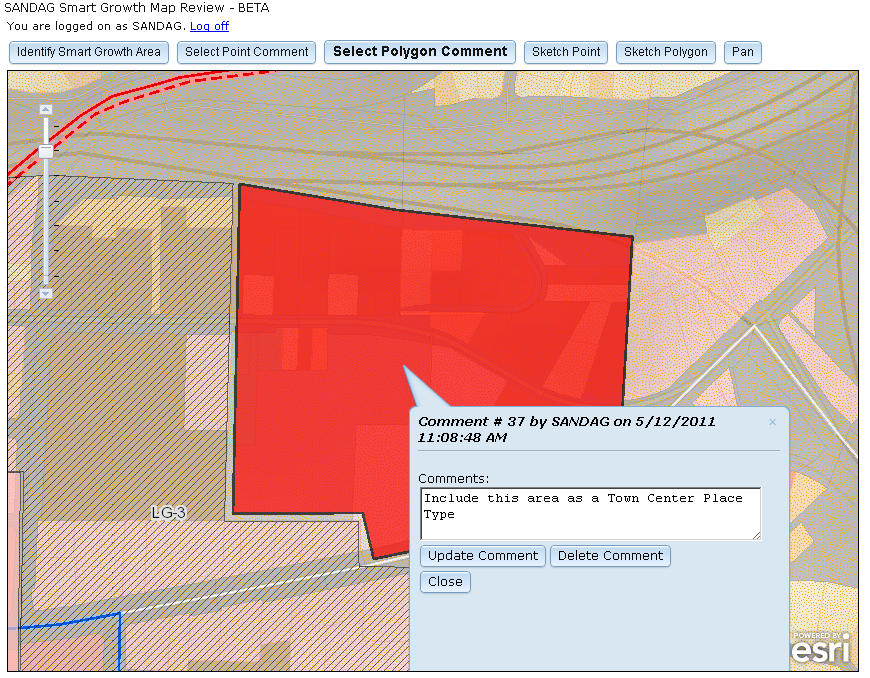 SANDAG Smart Growth Map Review - BETA
You are logged on as SANDAG. Log off
Identify Smart Growth Area Select Point Comment Select Polygon Comment Sketch Point Sketch Polygon Pan
Comment # 37 by SANDAG on 5/12/2011
11:08:48 AM
×
Comments:
Include this area as a Town Center Place
Type
LG-3
Update Comment Delete Comment
Close
POWERED BY
esri